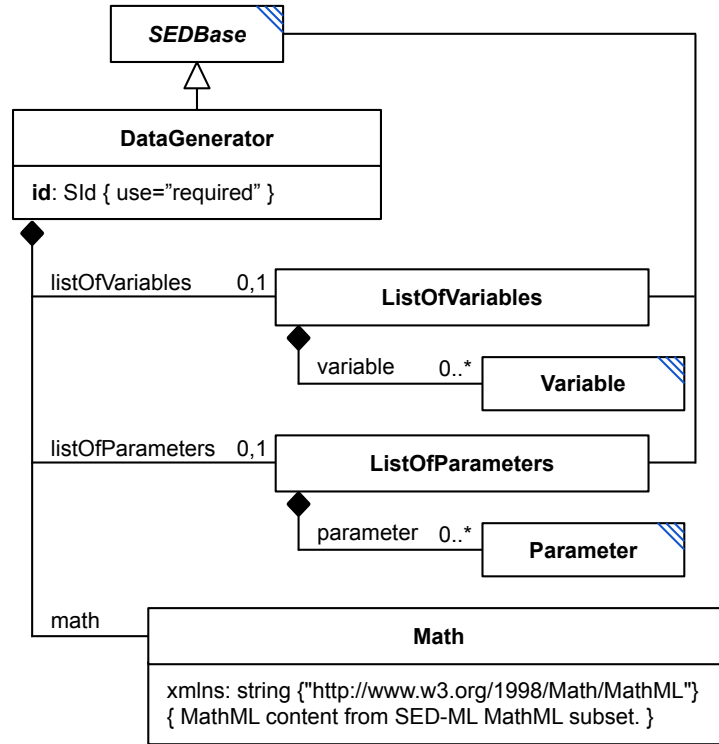 SEDBase
DataGenerator
id: SId { use=”required” }
listOfVariables 0,1
ListOfVariables
variable 0..*
Variable
listOfParameters 0,1
ListOfParameters
parameter 0..*
Parameter
math
Math
xmlns: string {"http://www.w3.org/1998/Math/MathML"}
{ MathML content from SED-ML MathML subset. }